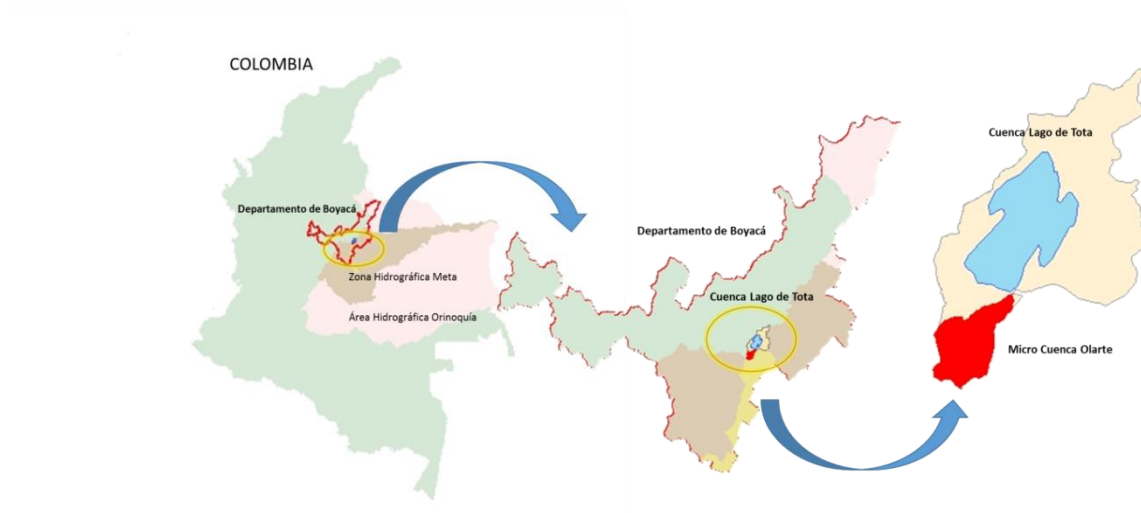 COLOMBIA
Departamento de Boyacá
Zona Hidrográfica Meta
Área Hidrográfica Orinoquía
Departamento de Boyacá
Cuenca Lago de Tota
Cuenca Lago de Tota
Micro Cuenca Olarte